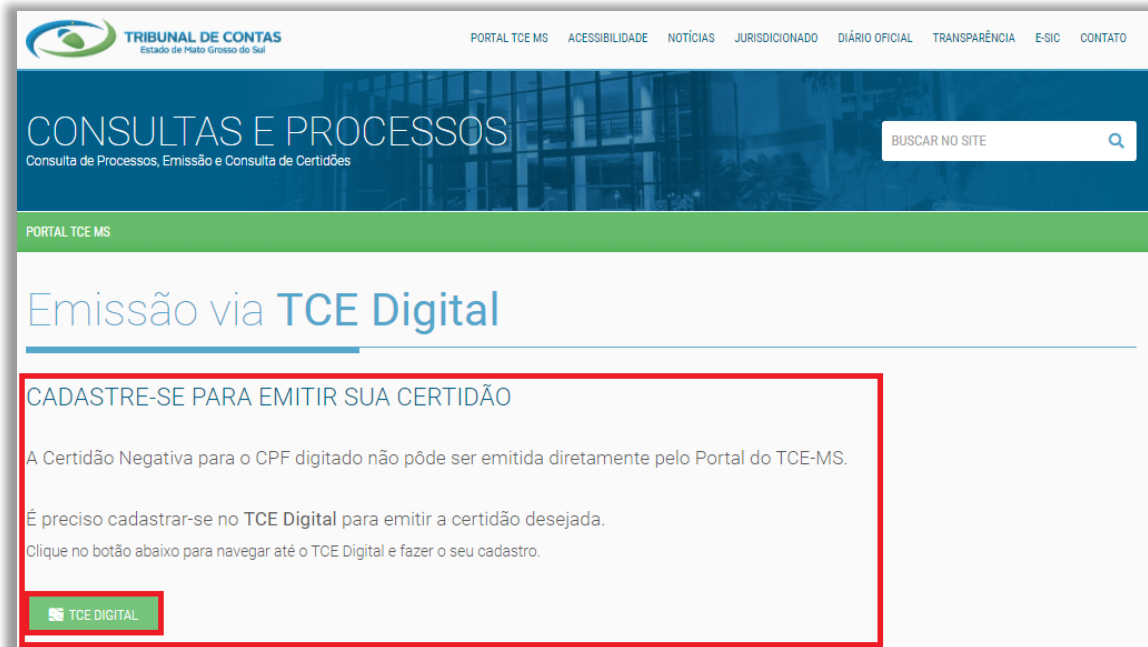 TRIBUNAL DE CONTAS
Estado de Mato Grosso do Sul
PORTAL TCE MS ACESSIBILIDADE NOTÍCIAS JURISDICIONADO DIÁRIO OFICIAL TRANSPARÊNCIA E-SIC CONTATO
CONSULTAS E PROCESSOS
Consulta de Processos, Emissão e Consulta de Certidões
BUSCAR NO SITE
PORTAL TCE MS
Emissão via TCE Digital
CADASTRE-SE PARA EMITIR SUA CERTIDÃO
A Certidão Negativa para o CPF digitado não pôde ser emitida diretamente pelo Portal do TCE-MS.
É preciso cadastrar-se no TCE Digital para emitir a certidão desejada.
Clique no botão abaixo para navegar até o TCE Digital e fazer o seu cadastro.
TCE DIGITAL